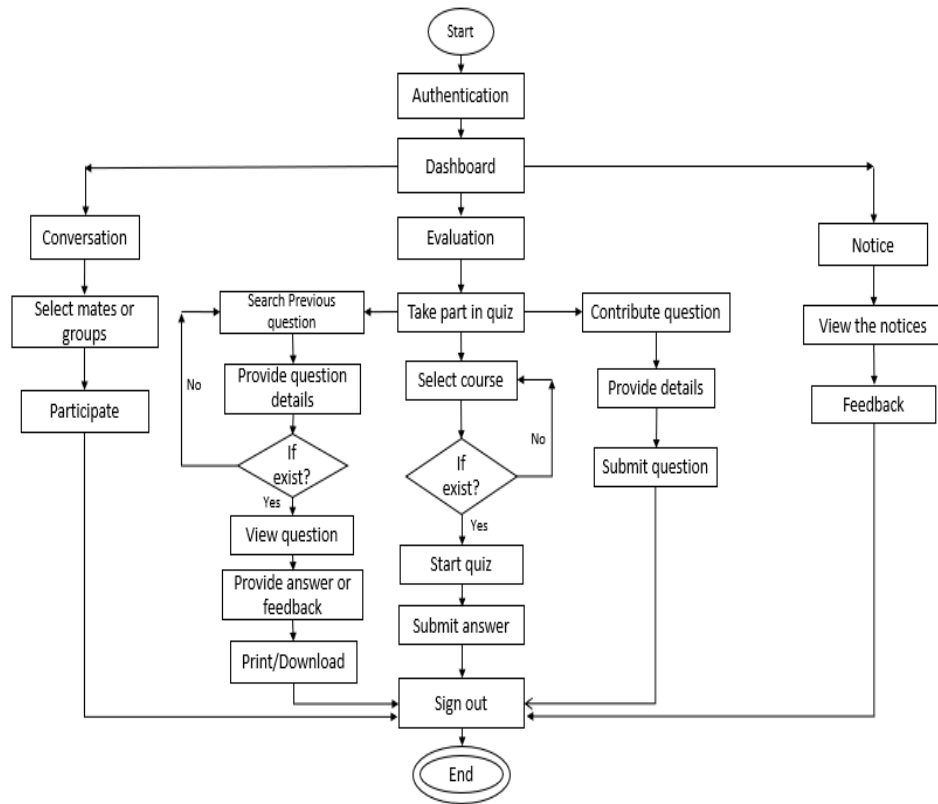 Start
Authentication
Dashboard
Conversation
Evaluation
Notice
Select mates or
groups
Search Previous
question
Take part in quiz
Contribute question
View the notices
No
Provide question
details
Select course
Provide details
Participate
Feedback
No
If
exist?
If
exist?
Submit question
Yes
Yes
View question
Start quiz
Provide answer or
feedback
Submit answer
Print/Download
Sign out
End